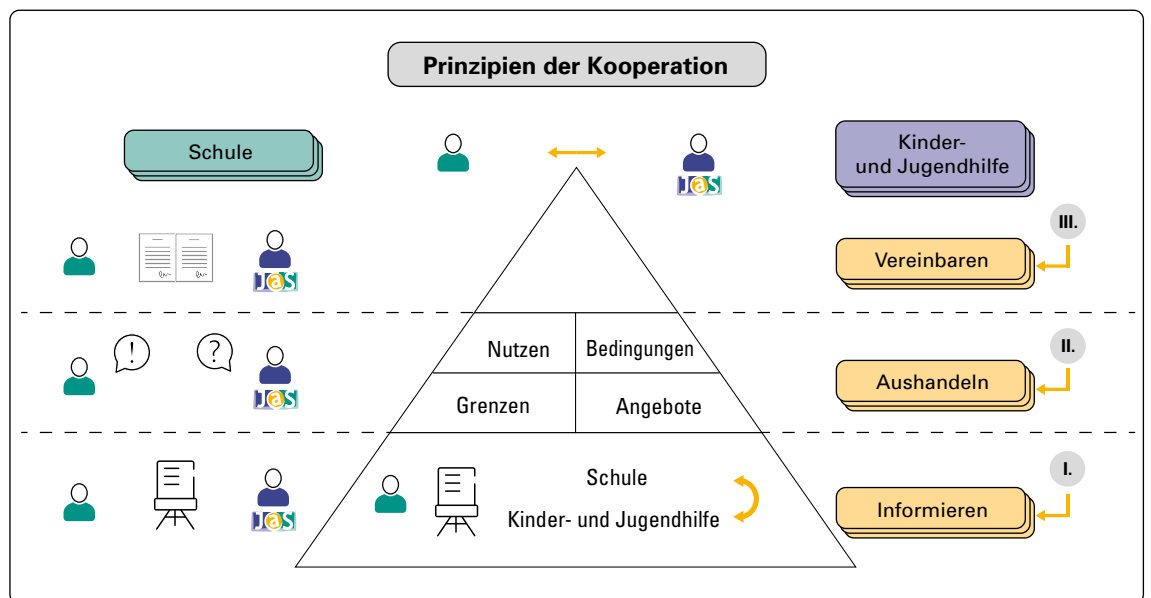 Prinzipien der Kooperation
Schule
Kinder-
und Jugendhilfe
JaS
III.
Vereinbaren
JaS
! ?
Nutzen
Bedingungen
II.
Aushandeln
JaS
Grenzen
Angebote
I.
Schule
Informieren
JaS
Kinder- und Jugendhilfe